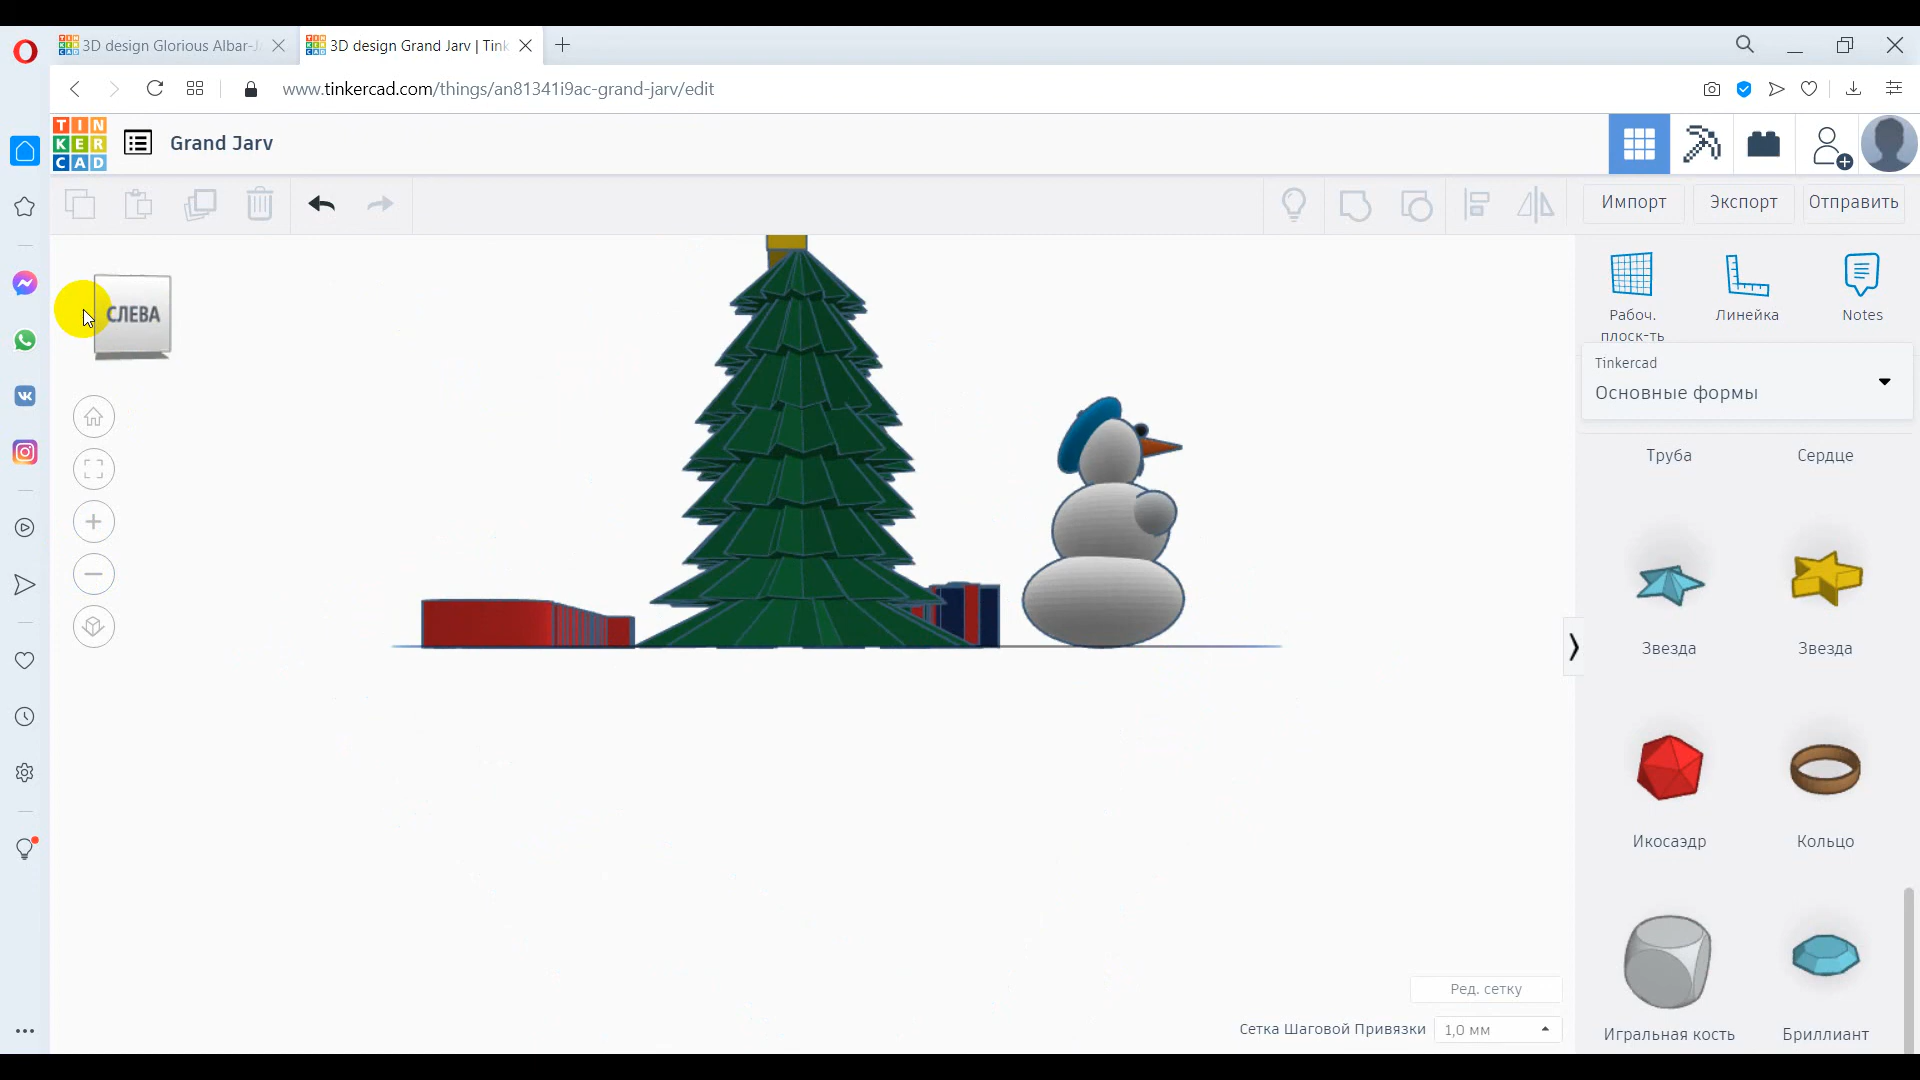 3D design Glorious Albar-J
3D design Grand Jarv | Tink
www.tinkercad.com/things/an81341i9ac-grand-jarv/edit
TIN
KER
CAD
Grand Jarv
Импорт
Экспорт
Отправить
СЛЕВА
Рабоч.
плоск-ть
Линейка
Notes
Tinkercad
Основные формы
Труба
Сердце
Звезда
Звезда
Икосаэдр
Кольцо
Игральная кость
Бриллиант
Ред. сетку
Сетка Шаговой Привязки
1,0 мм